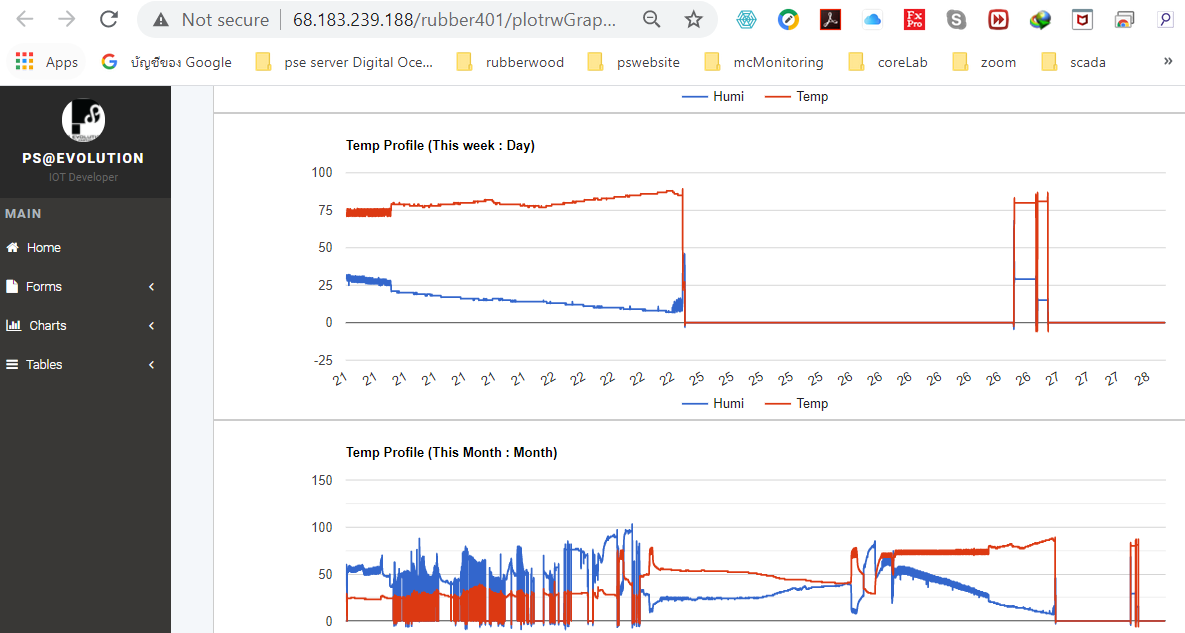 Not secure 68.183.239.188/rubber401/plotrwGrap...
Fx Pro
Apps บัญชีของ Google pse server Digital Oce... rubberwood pswebsite mcMonitoring coreLab zoom scada »
PS@EVOLUTION
IOT Developer
MAIN
Home
Forms
Charts
Tables
Humi Temp
Temp Profile (This week : Day)
100
75
50
25
0
-25
21 21 21 21 21 21 21 22 22 22 22 22 25 25 25 25 25 26 26 26 26 26 26 26 27 27 27 28
Humi Temp
Temp Profile (This Month : Month)
150
100
50
0